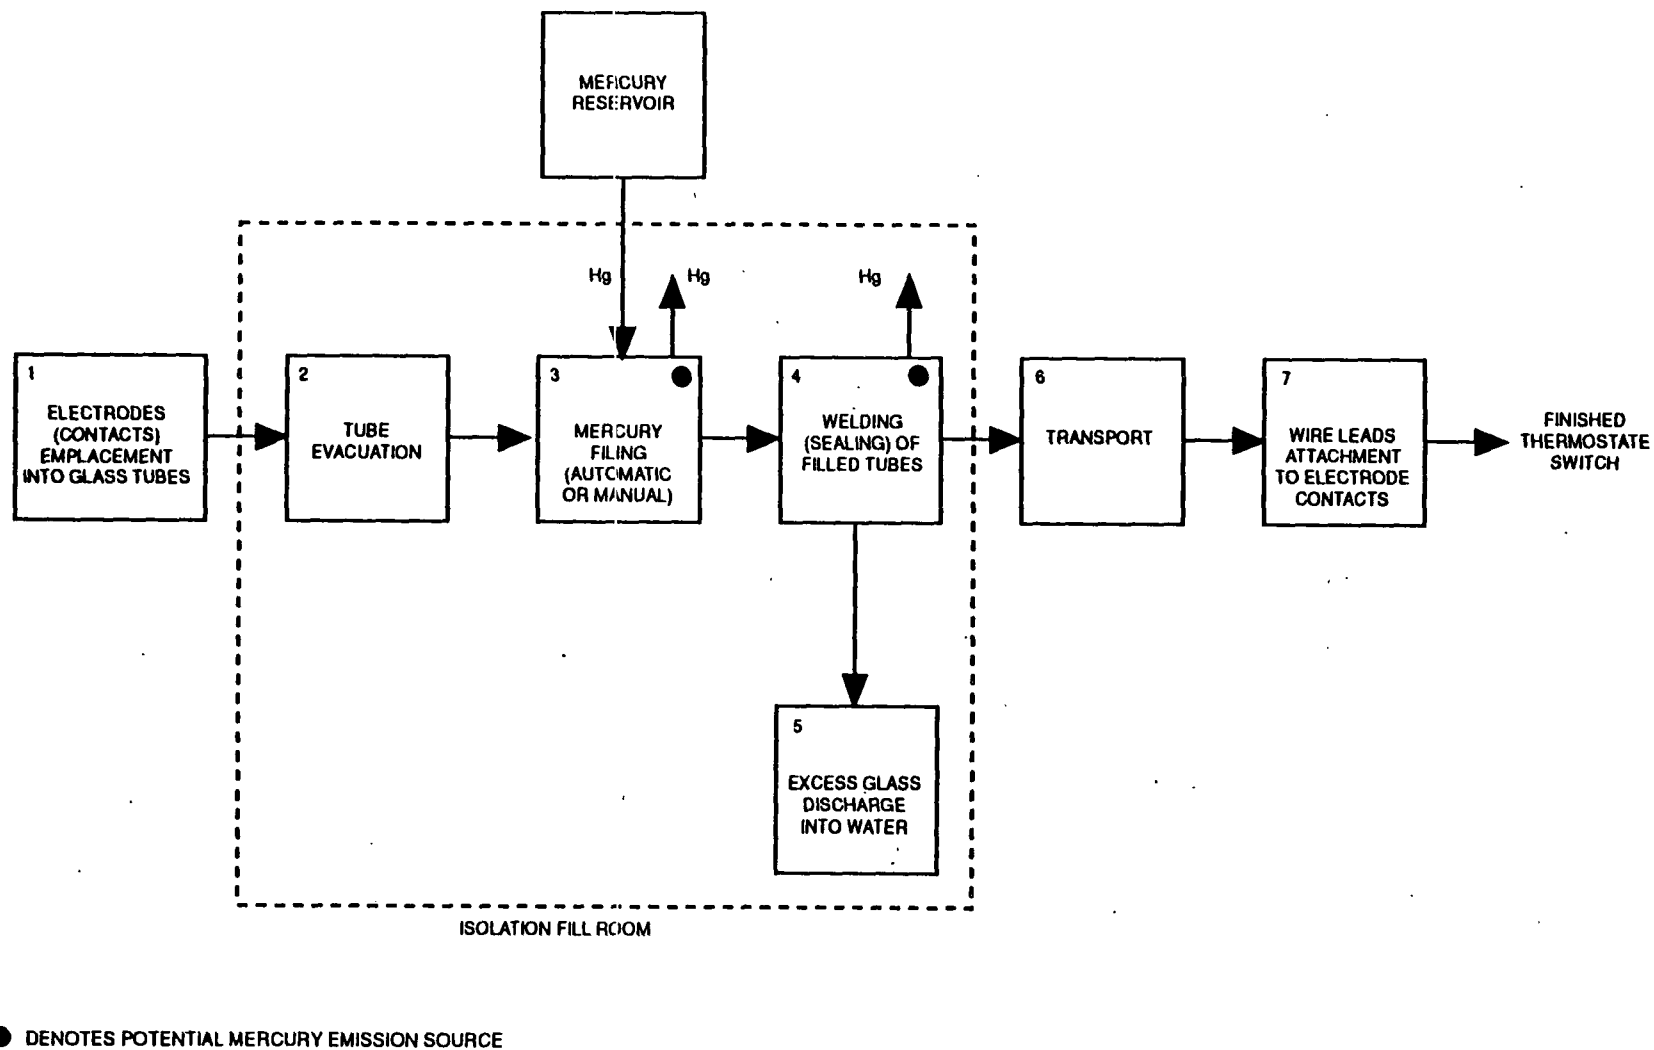 MERCURY
RESERVOIR
Hg
Hg
Hg
1
ELECTRODES
(CONTACTS)
EMPLACEMENT
INTO GLASS TUBES
2
TUBE
EVACUATION
3
MERCURY
FILING
(AUTOMATIC
OR MANUAL)
4
WELDING
(SEALING) OF
FILLED TUBES
6
TRANSPORT
7
WIRE LEADS
ATTACHMENT
TO ELECTRODE
CONTACTS
FINISHED
THERMOSTATE
SWITCH
5
EXCESS GLASS
DISCHARGE
INTO WATER
ISOLATION FILL ROOM
DENOTES POTENTIAL MERCURY EMISSION SOURCE